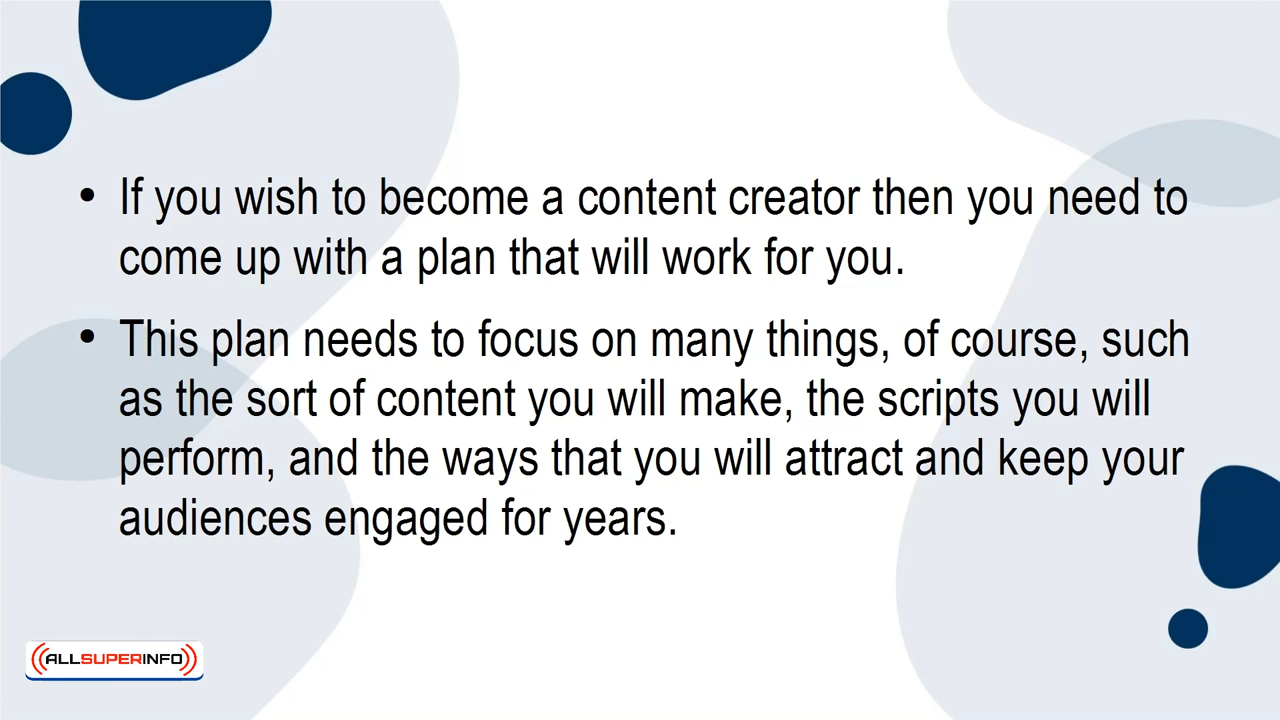 • If you wish to become a content creator then you need to
come up with a plan that will work for you.
• This plan needs to focus on many things, of course, such
as the sort of content you will make, the scripts you will
perform, and the ways that you will attract and keep your
audiences engaged for years.
ALLSUPERINFO